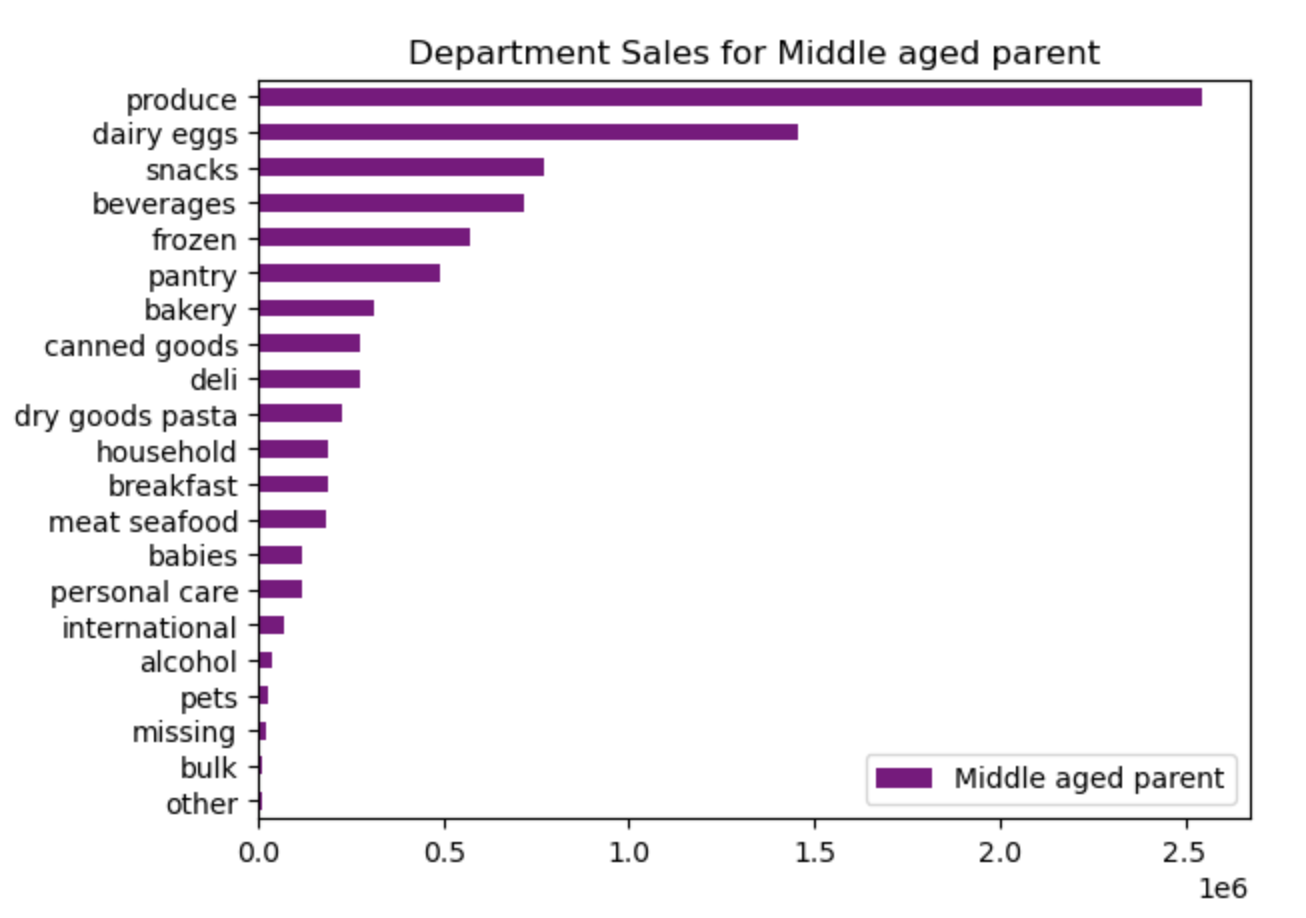 Department Sales for Middle aged parent
produce
dairy eggs
snacks
beverages
frozen
pantry
bakery
canned goods
deli
dry goods pasta
household
breakfast
meat seafood
babies
personal care
international
alcohol
pets
missing
bulk
other
Middle aged parent
0.0 0.5 1.0 1.5 2.0 2.5
1e6